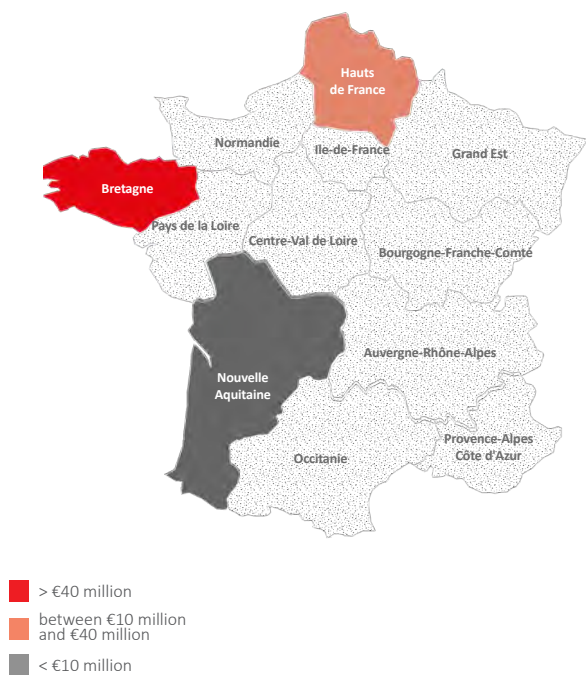 Hauts
de France
Normandie
Ile-de-France
Grand Est
Bretagne
Pays de la Loire
Centre-Val de Loire
Bourgogne-Franche-Comté
Auvergne-Rhône-Alpes
Nouvelle
Aquitaine
Provence-Alpes
Côte d'Azur
Occitanie
> €40 million
between €10 million
and €40 million
< €10 million